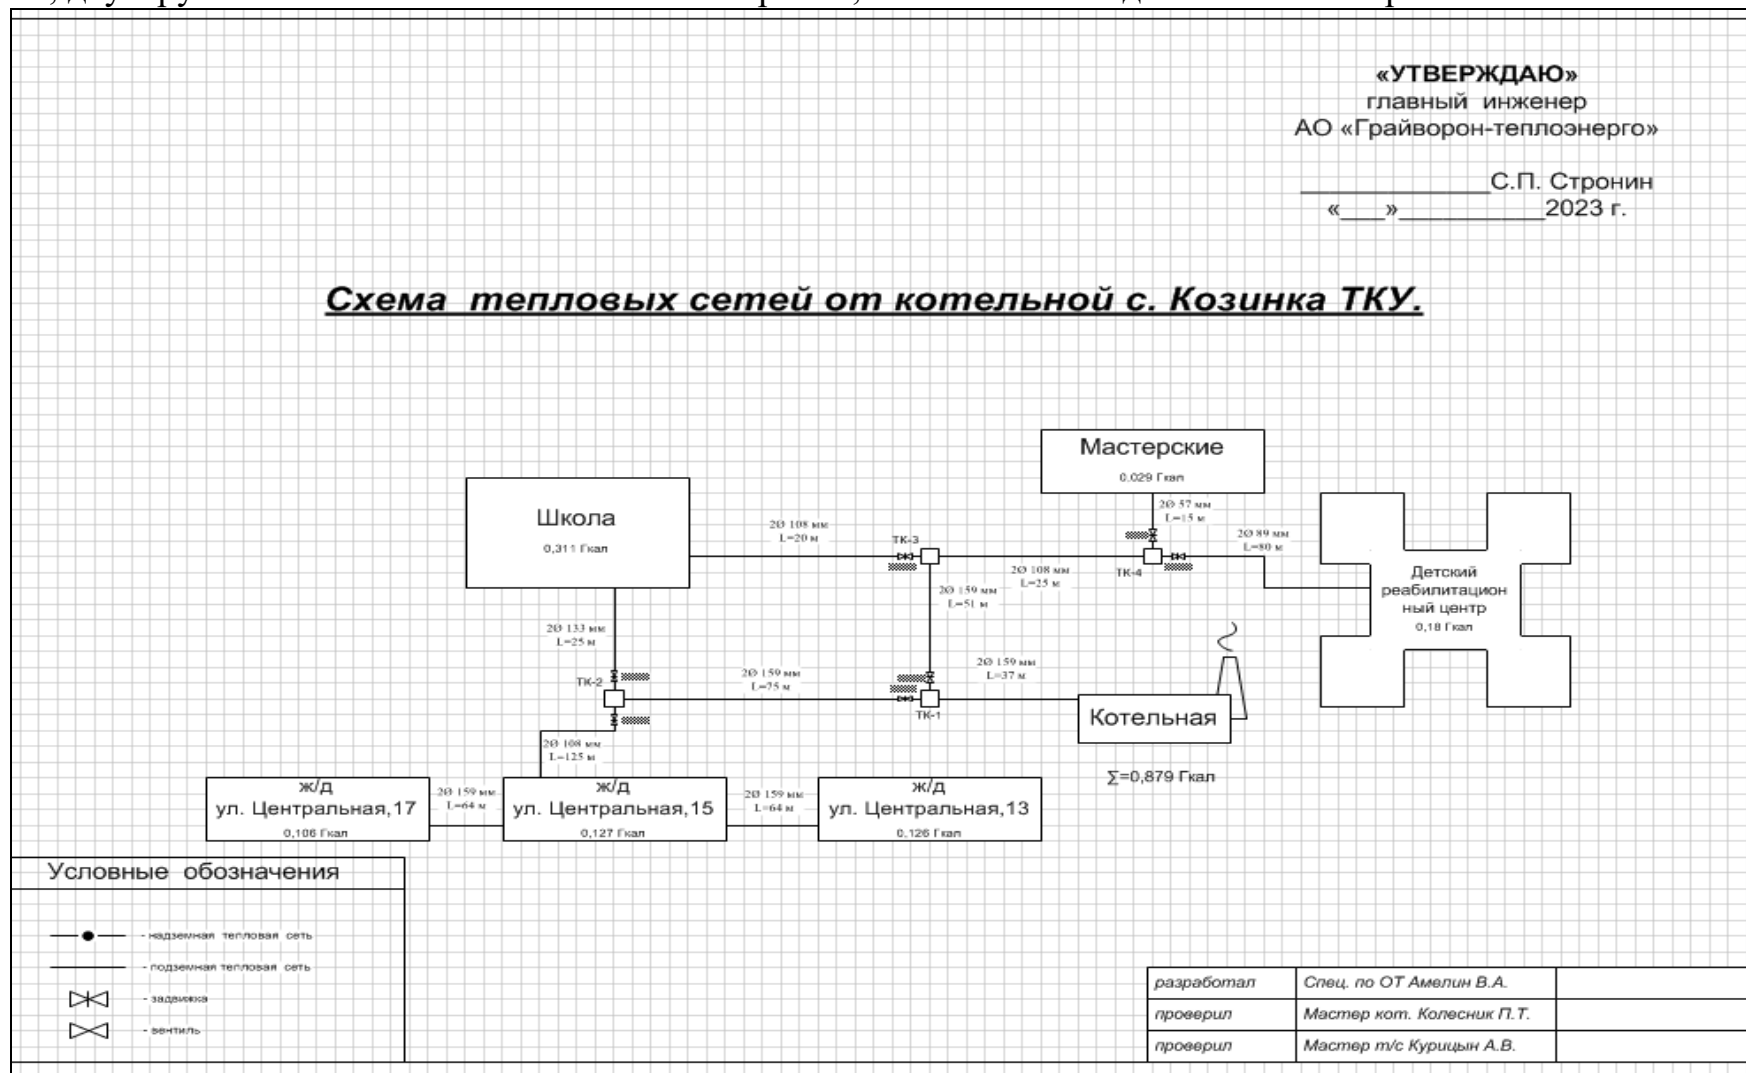 «УТВЕРЖДАЮ»
главный инженер
АО «Грайворон-теплоэнерго»
______________С.П. Стронин
«___»___________2023 г.
Схема тепловых сетей от котельной с. Козинка ТКУ.
Мастерские
0,029 Гкал
2Ø 57 мм
L=15 м
Школа
0,311 Гкал
2Ø 108 мм
L=20 м
ТК-3
2Ø 108 мм
L=25 м
ТК-4
2Ø 89 мм
L=80 м
Детский
реабилитацион
ный центр
0,18 Гкал
2Ø 159 мм
L=51 м
2Ø 133 мм
L=25 м
ТК-2
2Ø 159 мм
L=75 м
2Ø 159 мм
L=37 м
ТК-1
Котельная
∑=0,879 Гкал
2Ø 108 мм
L=125 м
ж/д
ул. Центральная,17
0,106 Гкал
2Ø 159 мм
L=64 м
ж/д
ул. Центральная,15
0,127 Гкал
2Ø 159 мм
L=64 м
ж/д
ул. Центральная,13
0,126 Гкал
Условные обозначения
- надземная тепловая сеть
- подземная тепловая сеть
- задвижка
- вентиль
разработал Спец. по ОТ Амелин В.А.
проверил Мастер кот. Колесник П.Т.
проверил Мастер т/с Курицын А.В.